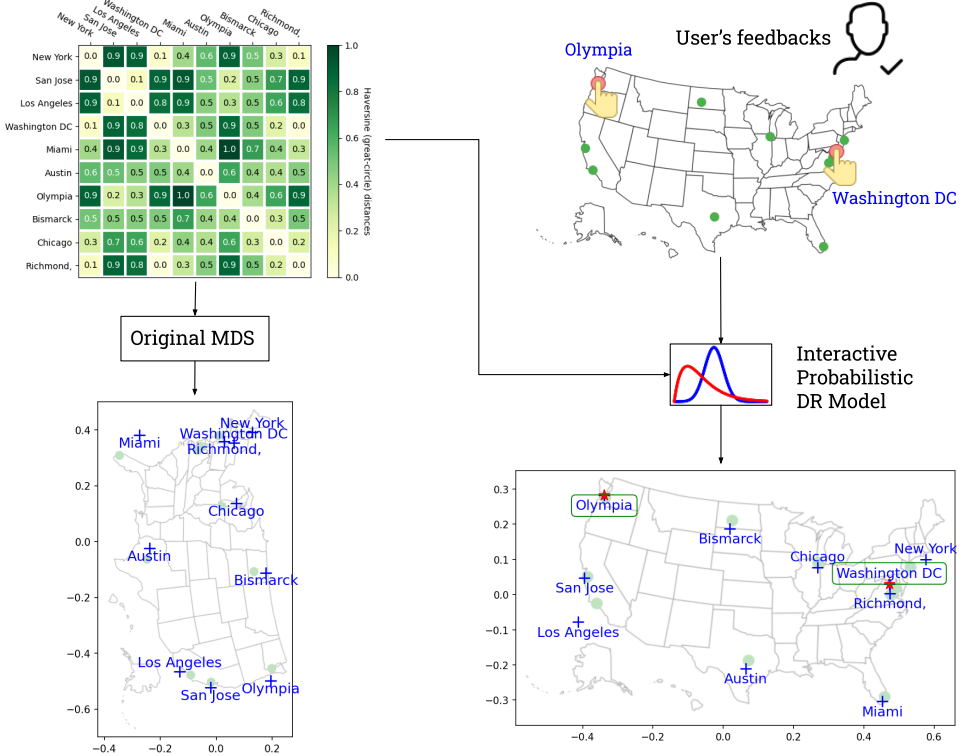 New York
San Jose
Los Angeles
Washington DC
Miami
Austin
Olympia
Bismarck
Chicago
Richmond,
New York 0.0 0.9 0.9 0.1 0.4 0.6 0.9 0.5 0.3 0.1
San Jose 0.9 0.0 0.1 0.9 0.9 0.5 0.2 0.5 0.7 0.9
Los Angeles 0.9 0.1 0.0 0.8 0.9 0.5 0.3 0.5 0.6 0.8
Washington DC 0.1 0.9 0.8 0.0 0.3 0.5 0.9 0.5 0.2 0.0
Miami 0.4 0.9 0.9 0.3 0.0 0.4 1.0 0.7 0.4 0.3
Austin 0.6 0.5 0.5 0.5 0.4 0.0 0.6 0.4 0.4 0.5
Olympia 0.9 0.2 0.3 0.9 1.0 0.6 0.0 0.4 0.6 0.9
Bismarck 0.5 0.5 0.5 0.5 0.7 0.4 0.4 0.0 0.3 0.5
Chicago 0.3 0.7 0.6 0.2 0.4 0.4 0.6 0.3 0.0 0.2
Richmond, 0.1 0.9 0.8 0.0 0.3 0.5 0.9 0.5 0.2 0.0
1.0
0.8
0.6
0.4
0.2
0.0
Haversine (great-circle) distances
User's feedbacks
Olympia
Washington DC
Original MDS
Interactive
Probabilistic
DR Model
0.4
0.2
0.0
−0.2
−0.4
−0.6
−0.4 −0.2 0.0 0.2
New York
Washington DC
Miami
Richmond,
Chicago
Austin
Bismarck
Los Angeles
Olympia
San Jose
0.3
0.2
0.1
0.0
−0.1
−0.2
−0.3
−0.4 −0.2 0.0 0.2 0.4 0.6
Olympia
Bismarck
New York
Chicago
Washington DC
San Jose
Richmond,
Los Angeles
Austin
Miami